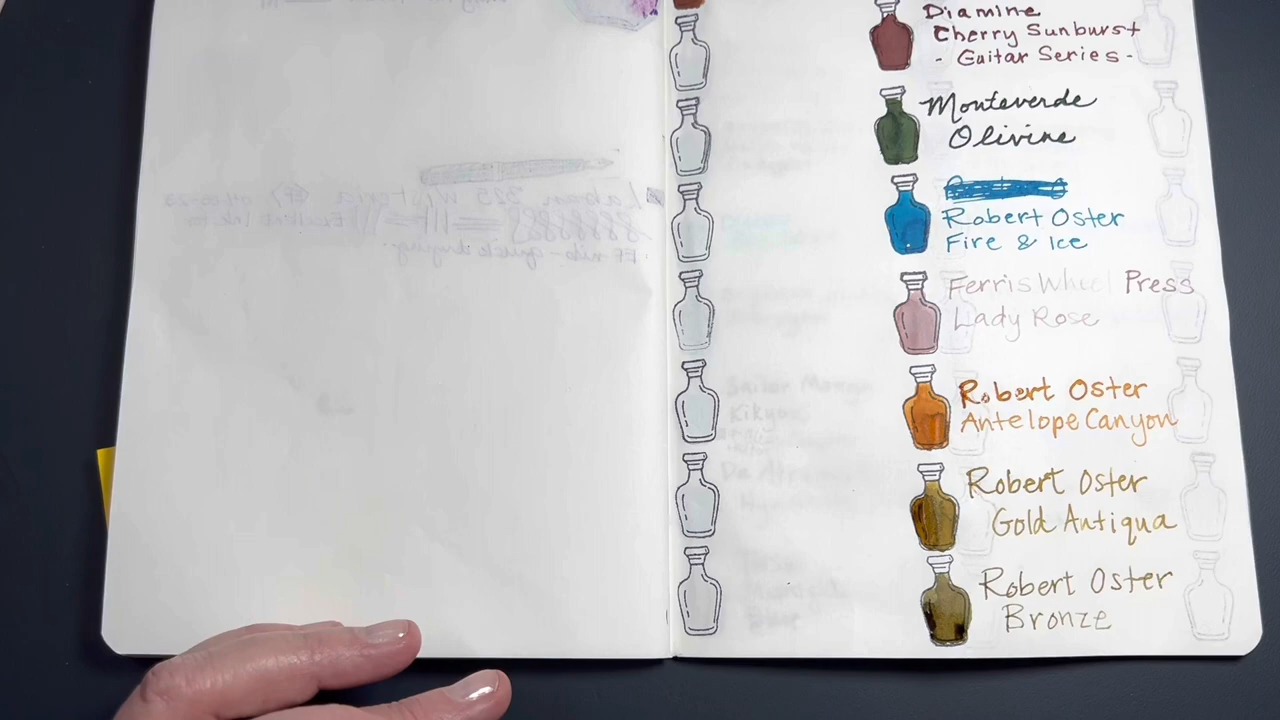 Diamine
Cherry Sunburst
- Guitar Series -
Monteverde
Olivine
Robert Oster
Fire & Ice
Ferris Wheel Press
Lady Rose
Robert Oster
Antelope Canyon
Robert Oster
Gold Antiqua
Robert Oster
Bronze